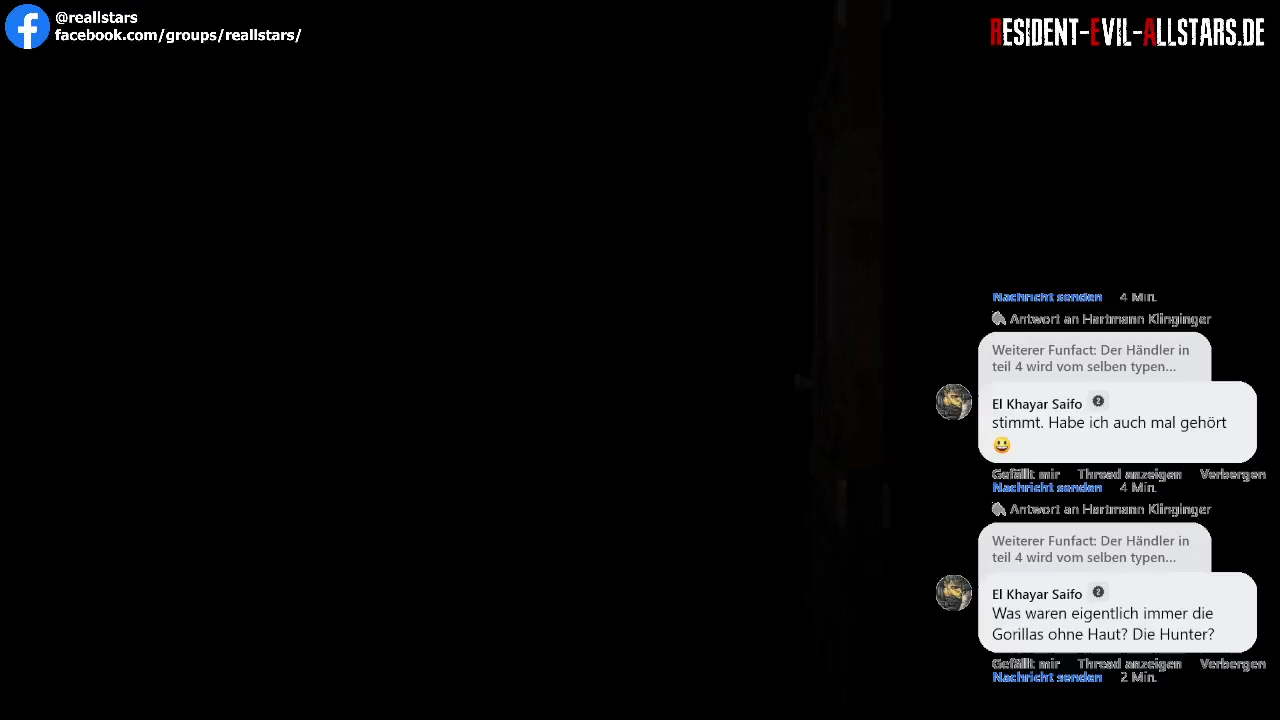 @reallstars
facebook.com/groups/reallstars/
RESIDENT-EVIL-ALLSTARS.DE
Nachricht senden 4 Min.
Antwort an Hartmann Klinginger
Weiterer Funfact: Der Händler in
teil 4 wird vom selben typen...
El Khayar Saifo 2
stimmt. Habe ich auch mal gehört
😃
Gefällt mir Thread anzeigen Verbergen
Nachricht senden 4 Min.
Antwort an Hartmann Klinginger
Weiterer Funfact: Der Händler in
teil 4 wird vom selben typen...
El Khayar Saifo 2
Was waren eigentlich immer die
Gorillas ohne Haut? Die Hunter?
Gefällt mir Thread anzeigen Verbergen
Nachricht senden 2 Min.